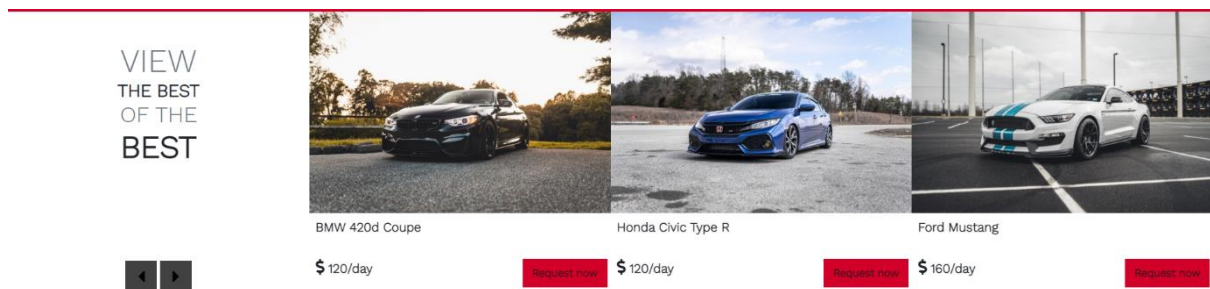 VIEW
THE BEST
OF THE
BEST
BMW 420d Coupe
$ 120/day
Request now
Honda Civic Type R
$ 120/day
Request now
Ford Mustang
$ 160/day
Request now